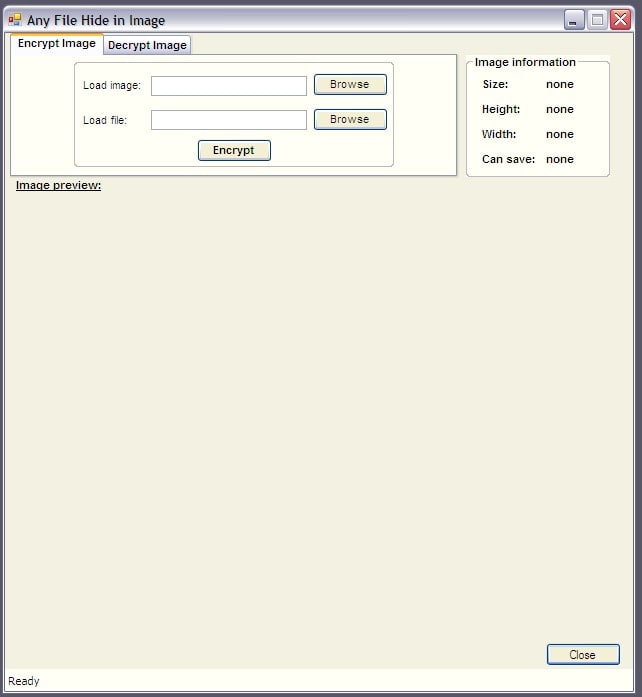 Any File Hide in Image
Encrypt Image
Decrypt Image
Load image:
Browse
Load file:
Browse
Encrypt
Image information
Size: none
Height: none
Width: none
Can save: none
Image preview:
Close
Ready